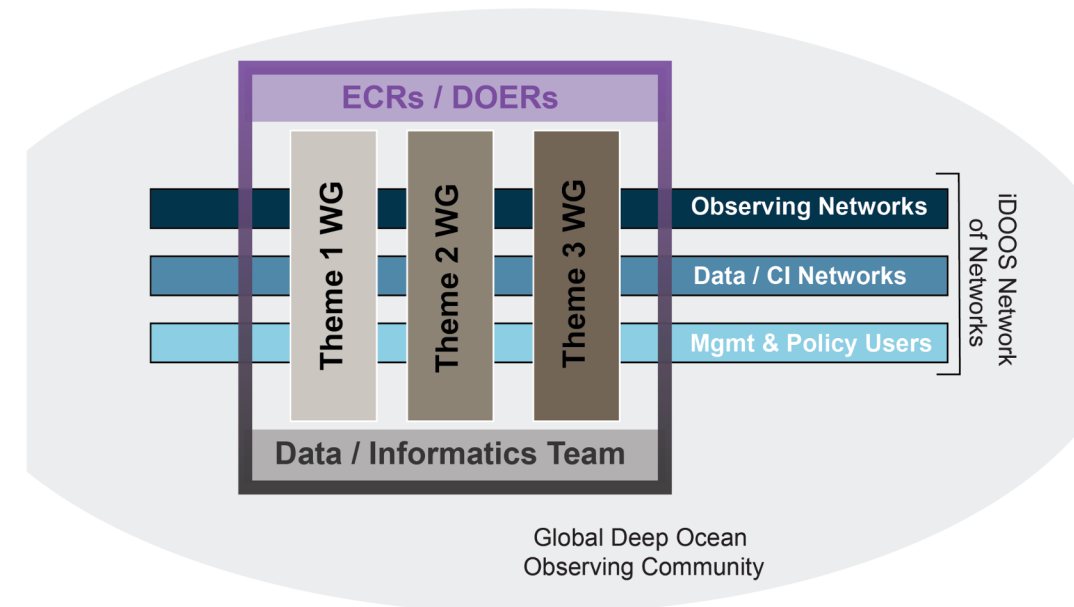 ECRs / DOERs
Theme 1 WG
Theme 2 WG
Theme 3 WG
Observing Networks
Data / CI Networks
Mgmt & Policy Users
iDOOS Network
of Networks
Data / Informatics Team
Global Deep Ocean
Observing Community